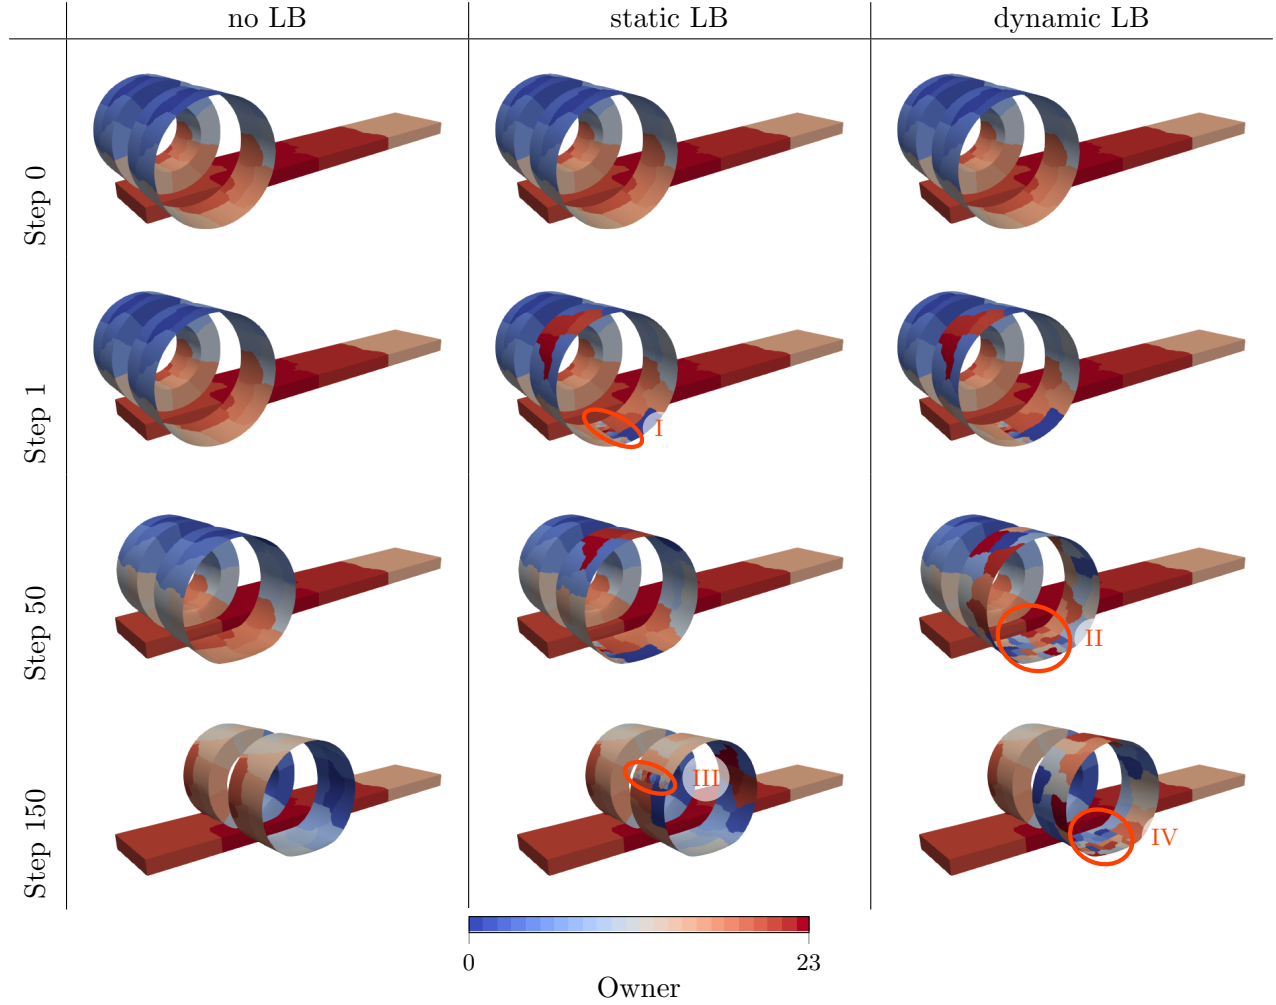 no LB
static LB
dynamic LB
Step 0
Step 1
I
Step 50
II
Step 150
III
IV
0
23
Owner